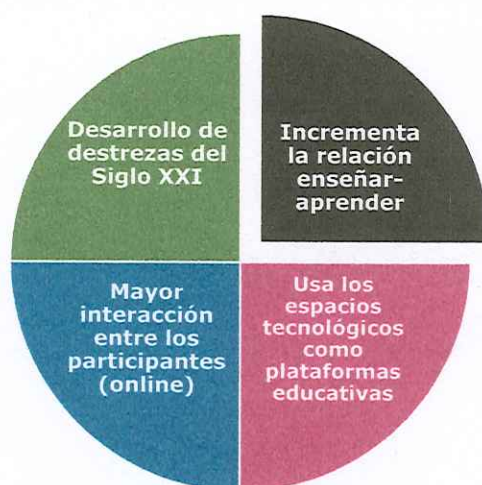 Desarrollo de
destrezas del
Siglo XXI
Incrementa
la relación
enseñar-
aprender
Mayor
interacción
entre los
participantes
(online)
Usa los
espacios
tecnológicos
como
plataformas
educativas